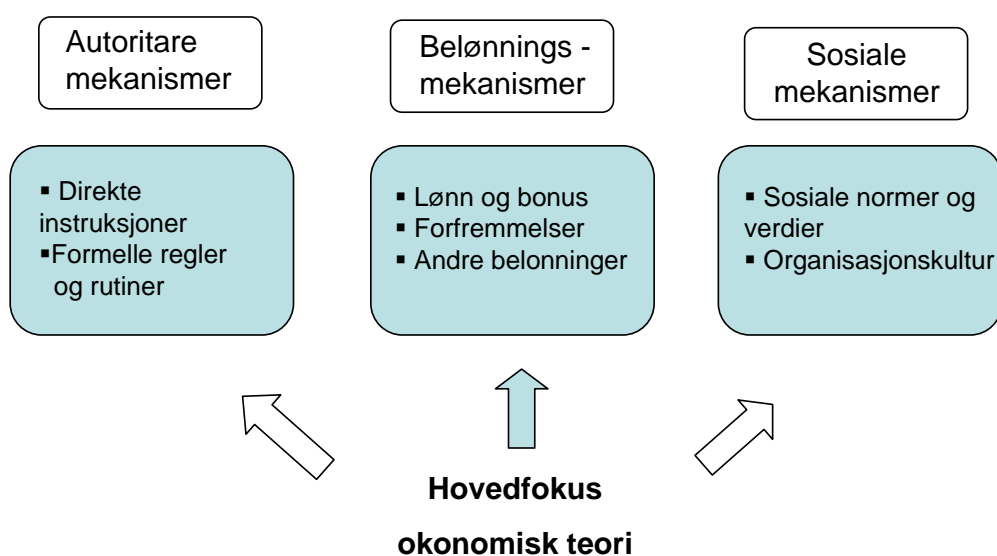 Autoritare
mekanismer
Belønnings -
mekanismer
Sosiale
mekanismer
▪ Direkte
instruksjoner
▪Formelle regler
og rutiner
▪ Lønn og bonus
▪ Forfremmelser
▪ Andre belonninger
▪ Sosiale normer og
verdier
▪ Organisasjonskultur
Hovedfokus
okonomisk teori